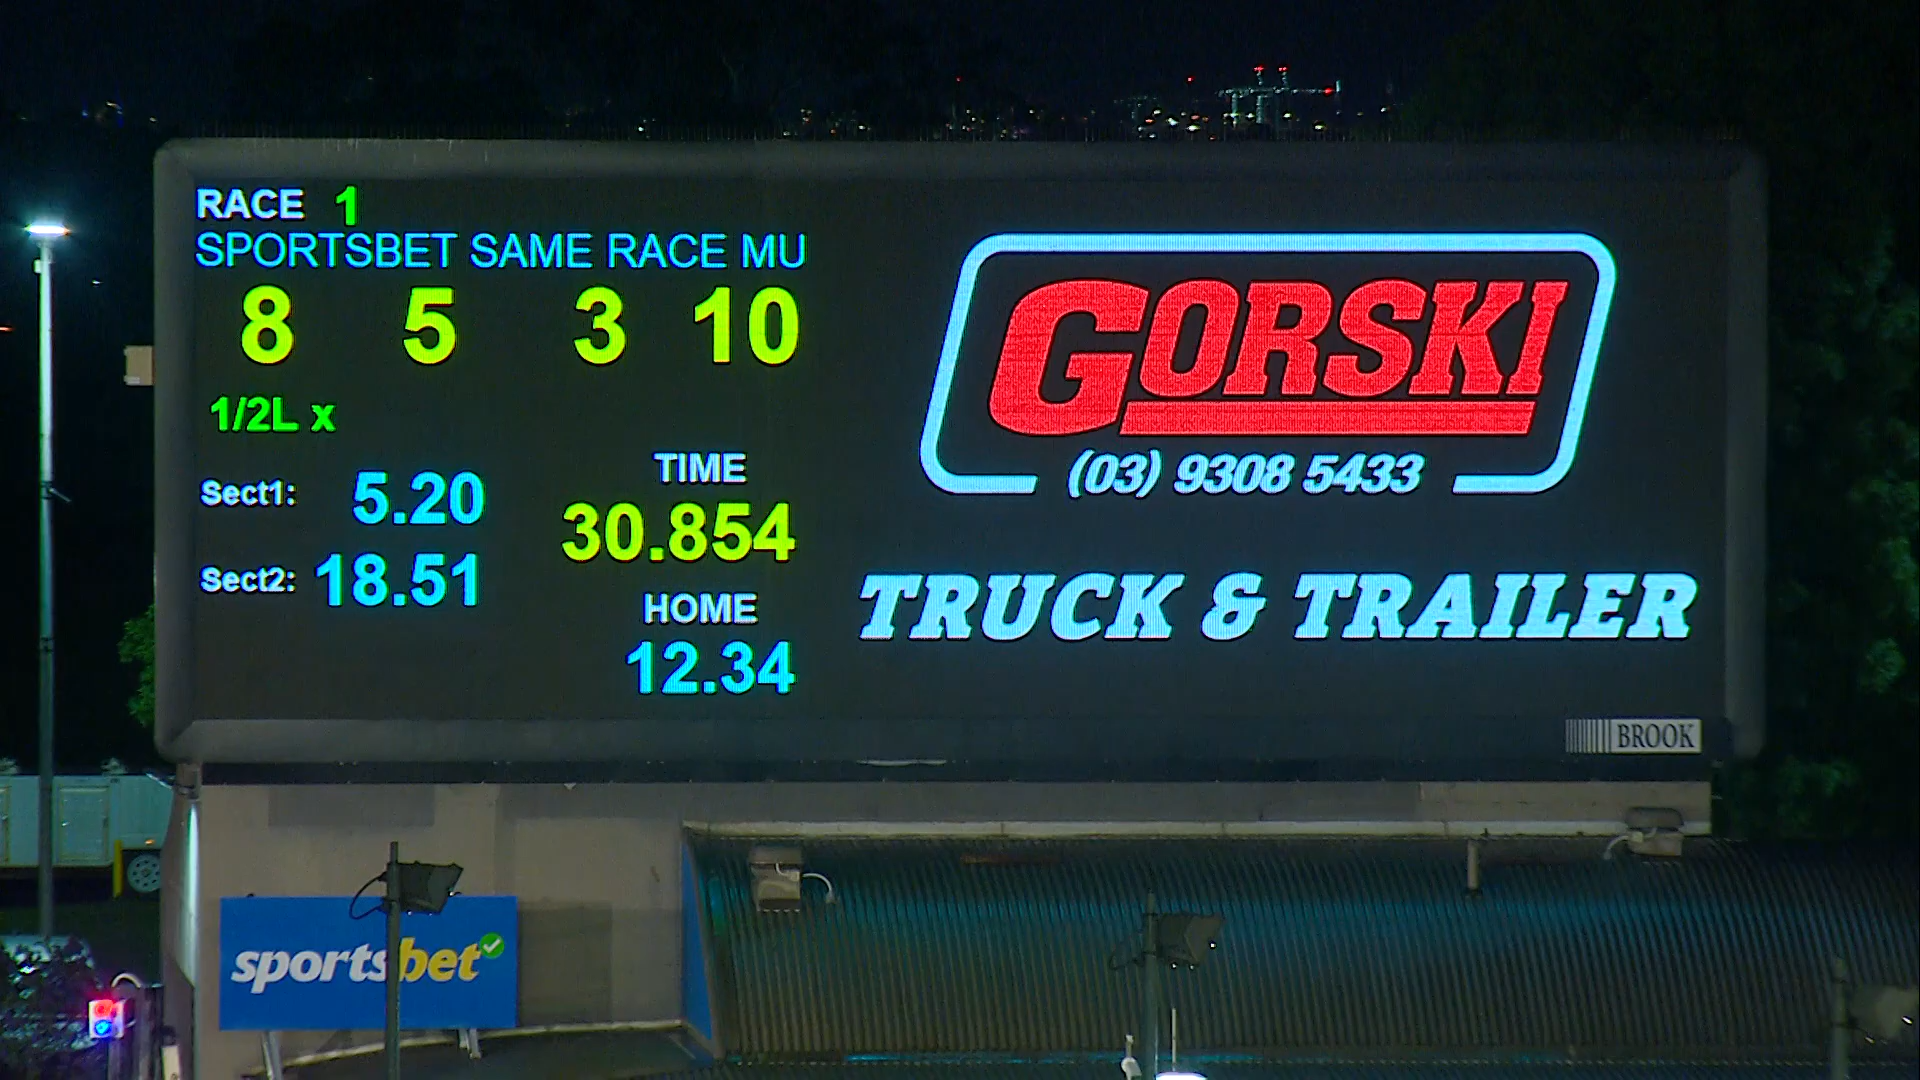 RACE 1
SPORTSBET SAME RACE MU
8 5 3 10
1/2L x
Sect1: 5.20
Sect2: 18.51
TIME
30.854
HOME
12.34
GORSKI
(03) 9308 5433
TRUCK & TRAILER
BROOK
sportsbet